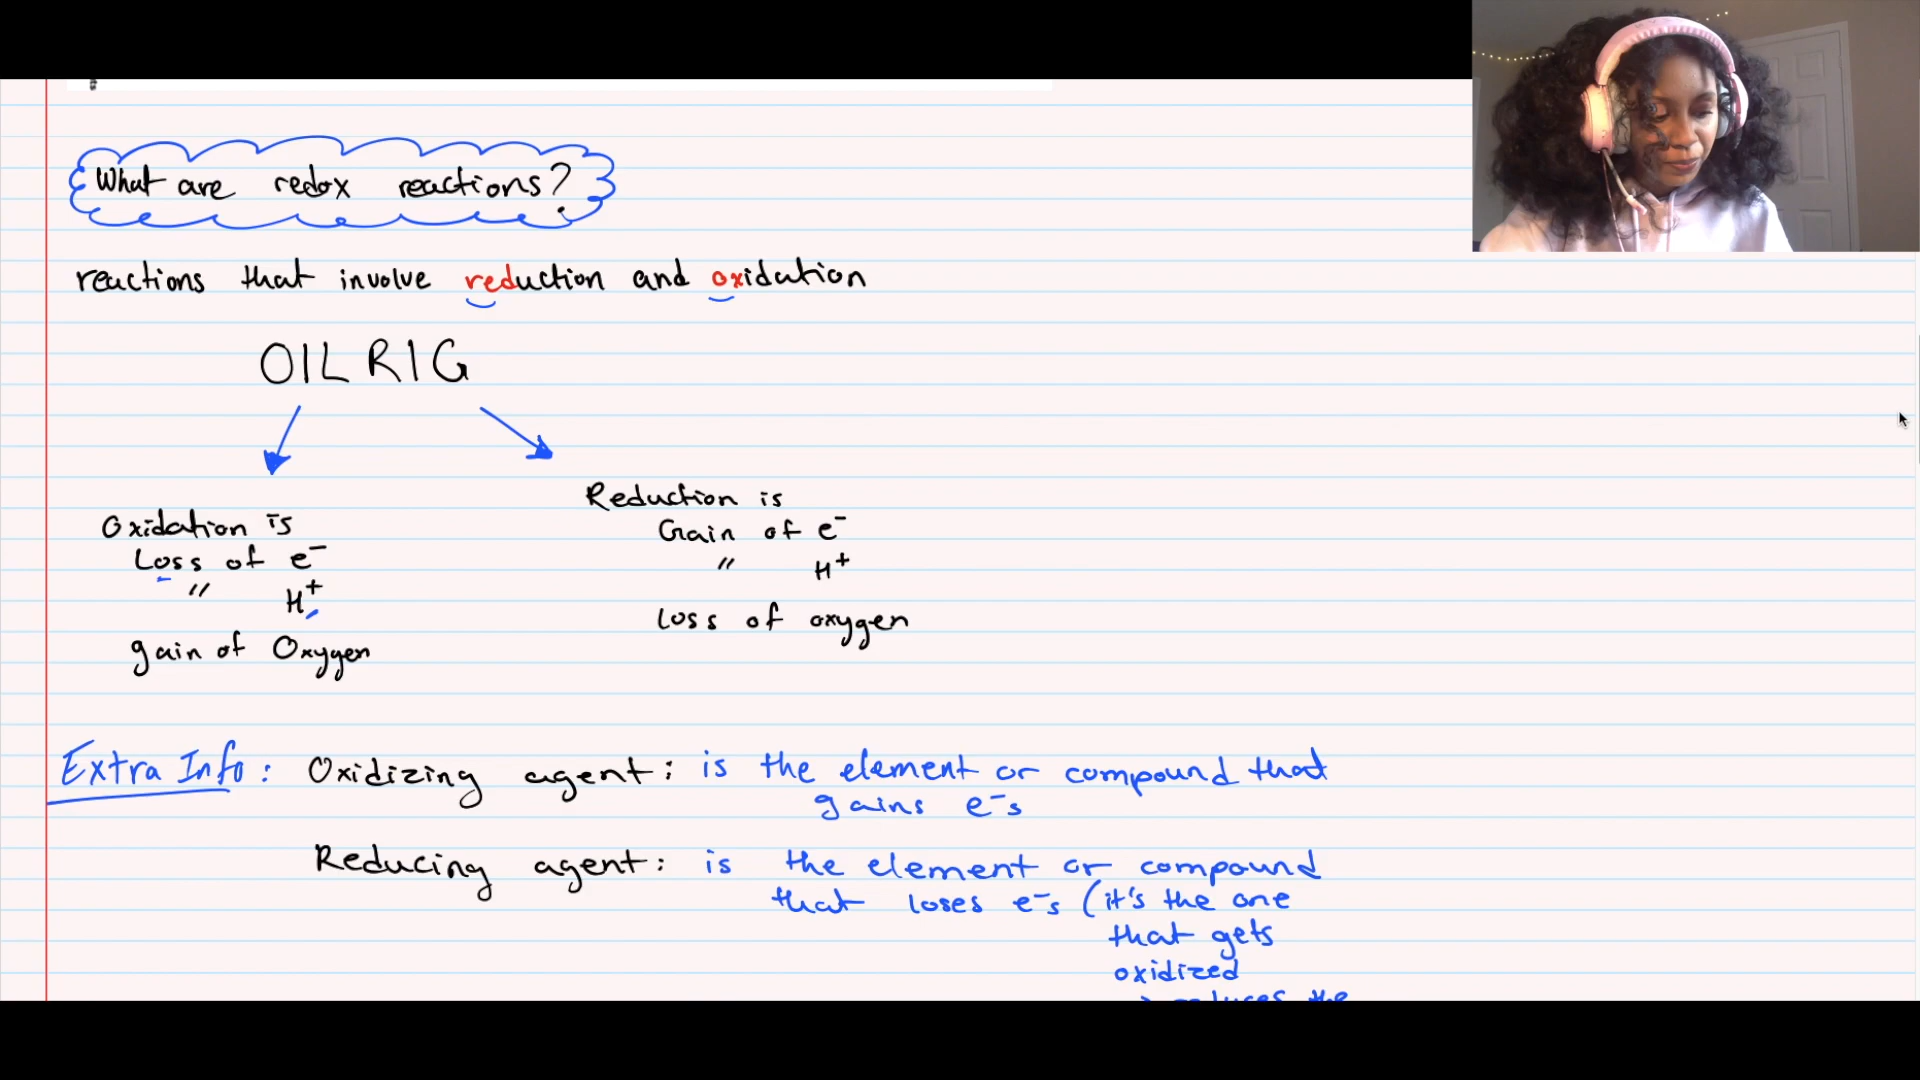 What are redox reactions?
reactions that involve reduction and oxidation
OILRIG
Oxidation is
Loss of e⁻
" H⁺
gain of Oxygen
Reduction is
Gain of e⁻
" H⁺
Loss of oxygen
Extra Info: Oxidizing agent: is the element or compound that
gains e⁻s
Reducing agent: is the element or compound
that loses e⁻s (it's the one
that gets
oxidized
the